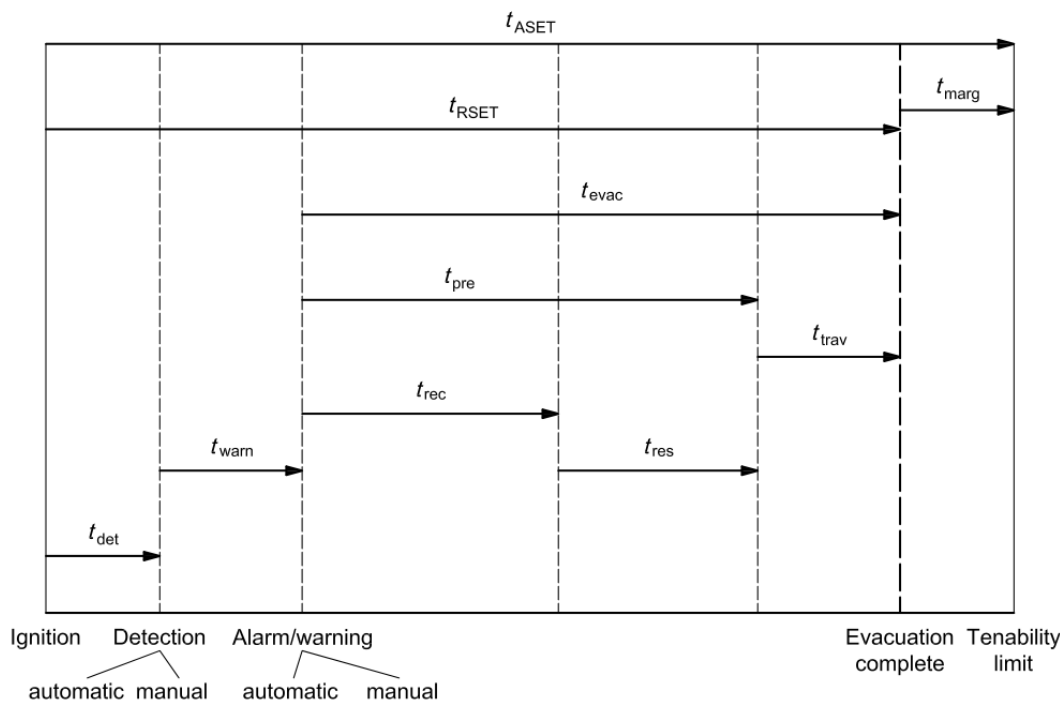 tASET
tmarg
tRSET
tevac
tpre
ttrav
trec
twarn
tres
tdet
Ignition Detection Alarm/warning Evacuation complete Tenability limit
automatic manual automatic manual